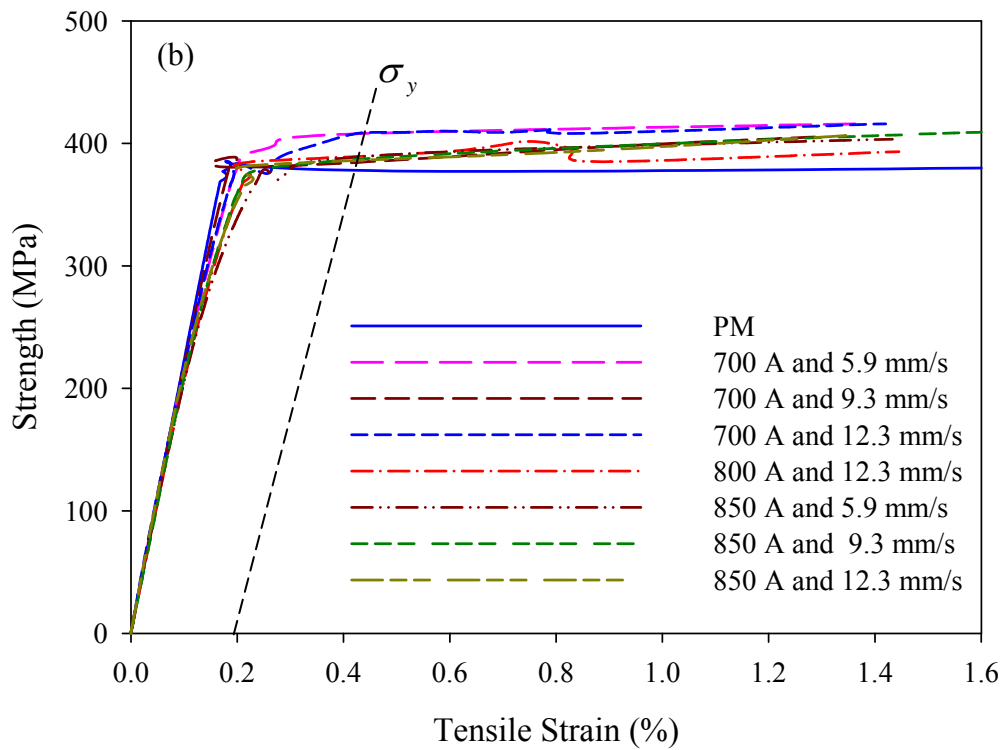 (b)
σ_y
500
400
300
200
100
0
Strength (MPa)
0.0 0.2 0.4 0.6 0.8 1.0 1.2 1.4 1.6
Tensile Strain (%)
PM
700 A and 5.9 mm/s
700 A and 9.3 mm/s
700 A and 12.3 mm/s
800 A and 12.3 mm/s
850 A and 5.9 mm/s
850 A and 9.3 mm/s
850 A and 12.3 mm/s